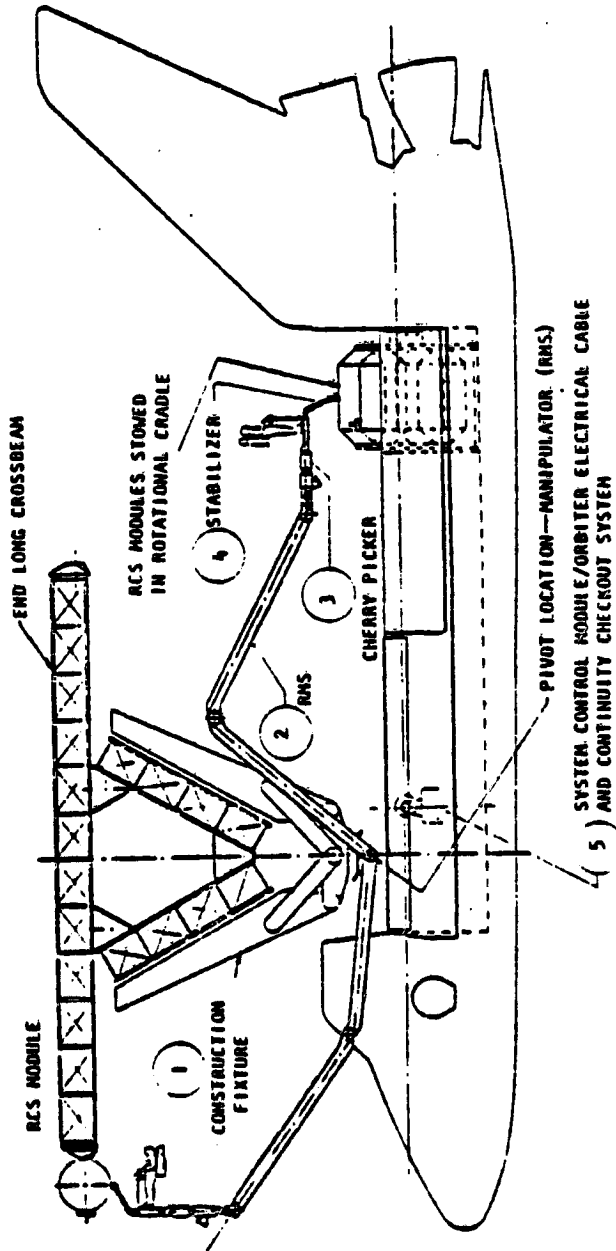 END LONG CROSSBEAM
RCS MODULE
RCS MODULES STOWED
IN ROTATIONAL CRADLE
4
STABILIZER
1
CONSTRUCTION
FIXTURE
2
RMS
3
CHERRY PICKER
PIVOT LOCATION—MANIPULATOR (RMS)
( 5 ) SYSTEM CONTROL MODULE/ORBITER ELECTRICAL CABLE
AND CONTINUITY CHECKOUT SYSTEM